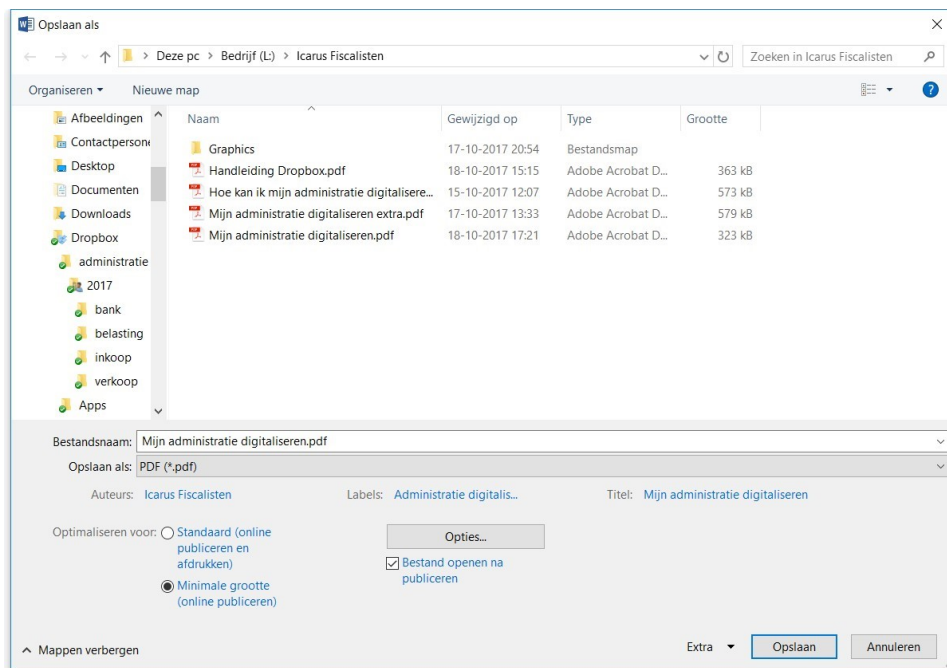 Opslaan als
Deze pc > Bedrijf (L:) > Icarus Fiscalisten
Zoeken in Icarus Fiscalisten
Organiseren
Nieuwe map
?
Afbeeldingen
Contactpersone
Desktop
Documenten
Downloads
Dropbox
administratie
2017
bank
belasting
inkoop
verkoop
Apps
Naam Gewijzigd op Type Grootte
Graphics 17-10-2017 20:54 Bestandsmap
Handleiding Dropbox.pdf 18-10-2017 15:15 Adobe Acrobat D... 363 kB
Hoe kan ik mijn administratie digitalisere... 15-10-2017 12:07 Adobe Acrobat D... 573 kB
Mijn administratie digitaliseren extra.pdf 17-10-2017 13:33 Adobe Acrobat D... 579 kB
Mijn administratie digitaliseren.pdf 18-10-2017 17:21 Adobe Acrobat D... 323 kB
Bestandsnaam: Mijn administratie digitaliseren.pdf
Opslaan als: PDF (*.pdf)
Auteurs: Icarus Fiscalisten Labels: Administratie digitalis... Titel: Mijn administratie digitaliseren
Optimaliseren voor:
Standaard (online
publiceren en
afdrukken)
Minimale grootte
(online publiceren)
Opties...
Bestand openen na
publiceren
Mappen verbergen
Extra
Opslaan
Annuleren